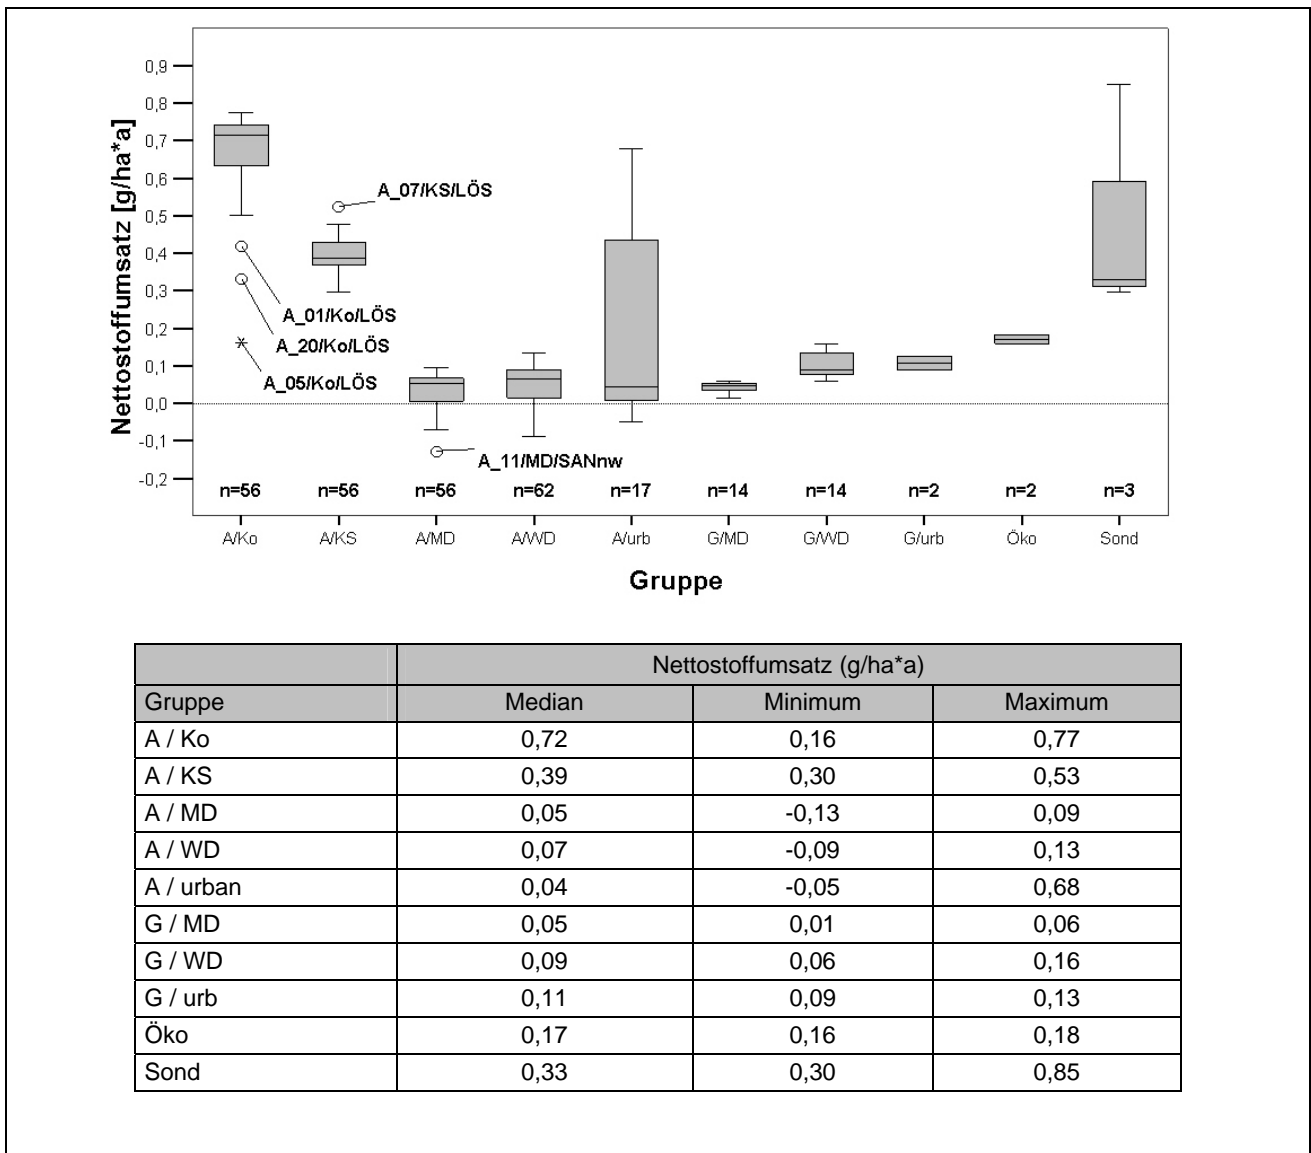 Nettostoffumsatz [g/ha*a]
0,9
0,8
0,7
0,6
0,5
0,4
0,3
0,2
0,1
0,0
-0,1
-0,2
A_07/KS/LÖS
A_01/Ko/LÖS
A_20/Ko/LÖS
A_05/Ko/LÖS
A_11/MD/SANnw
n=56 n=56 n=56 n=62 n=17 n=14 n=14 n=2 n=2 n=3
A/Ko A/KS A/MD A/WD A/urb G/MD G/WD G/urb Öko Sond
Gruppe
Nettostoffumsatz (g/ha*a)
Gruppe Median Minimum Maximum
A / Ko 0,72 0,16 0,77
A / KS 0,39 0,30 0,53
A / MD 0,05 -0,13 0,09
A / WD 0,07 -0,09 0,13
A / urban 0,04 -0,05 0,68
G / MD 0,05 0,01 0,06
G / WD 0,09 0,06 0,16
G / urb 0,11 0,09 0,13
Öko 0,17 0,16 0,18
Sond 0,33 0,30 0,85